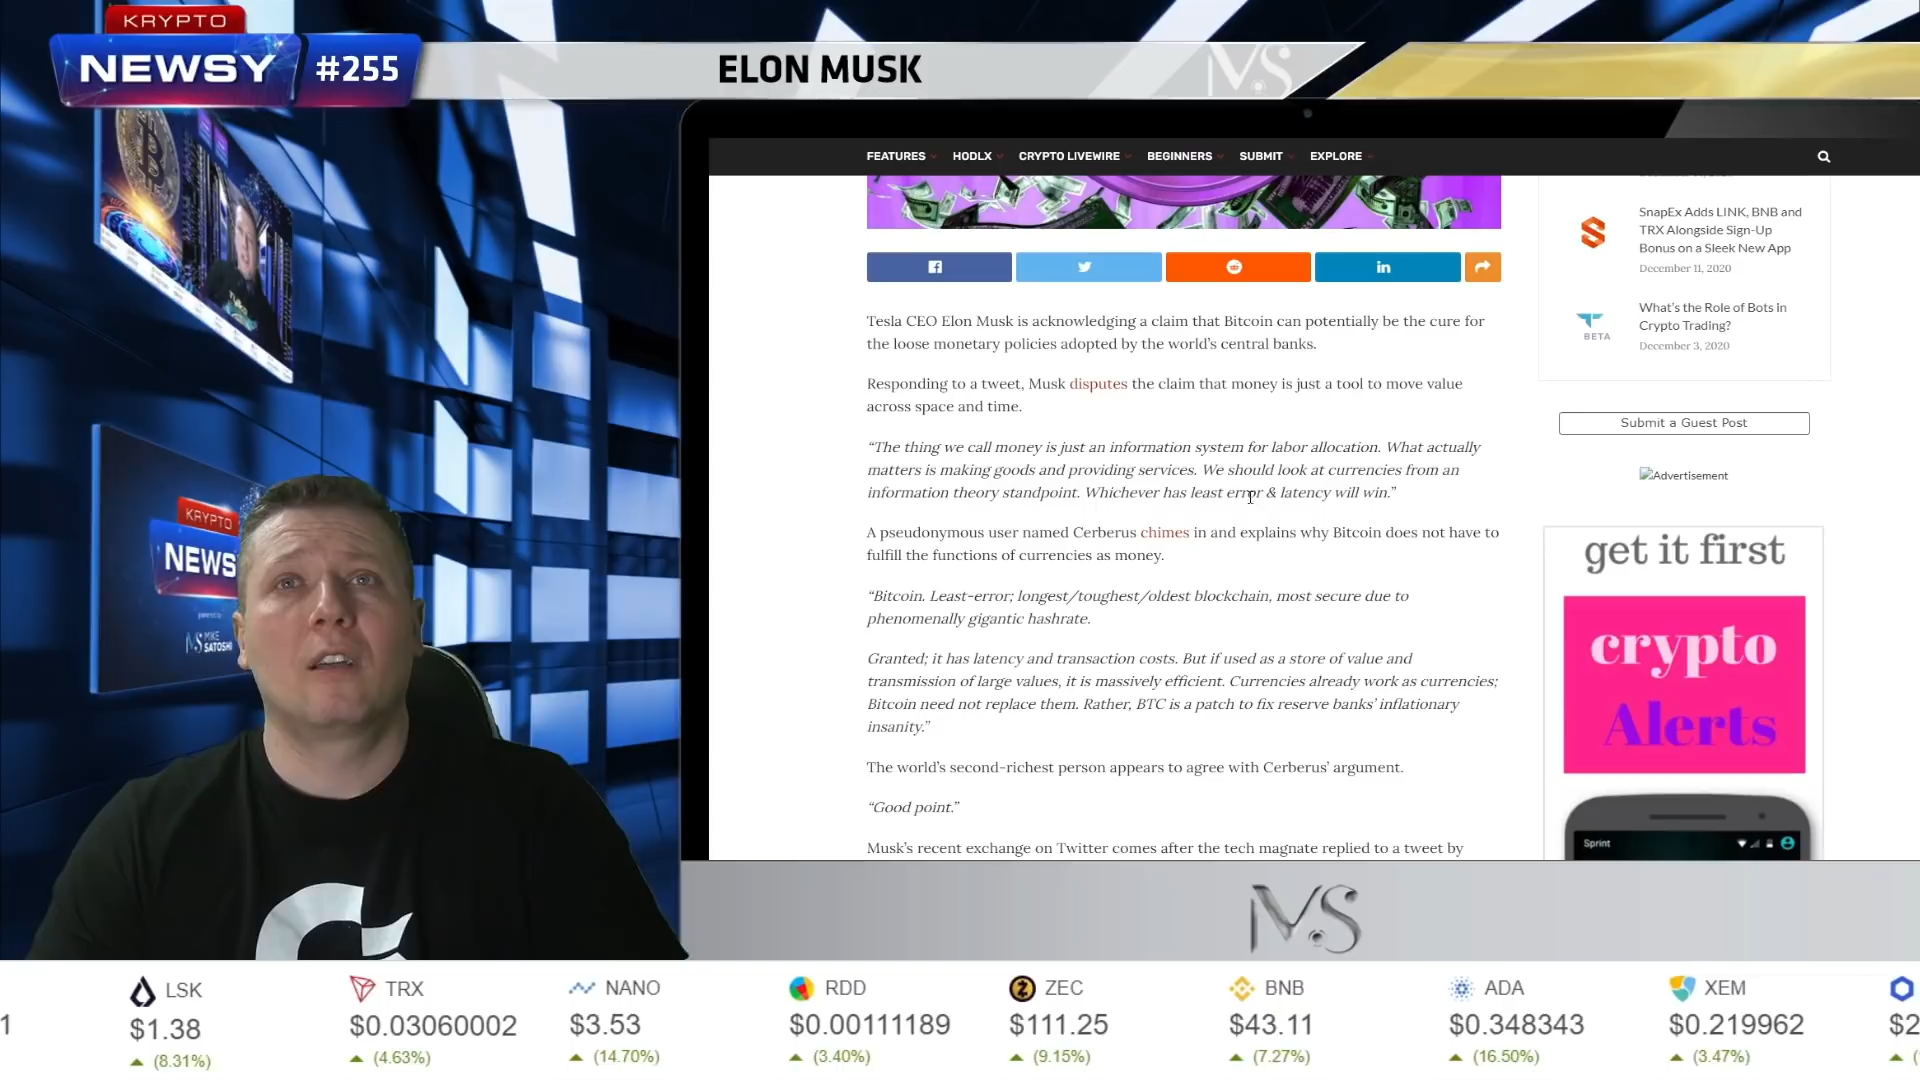 KRYPTO
NEWSY
#255
ELON MUSK
MS
FEATURES
HODLX
CRYPTO LIVEWIRE
BEGINNERS
SUBMIT
EXPLORE
SnapEx Adds LINK, BNB and
TRX Alongside Sign-Up
Bonus on a Sleek New App
December 11, 2020
BETA
What's the Role of Bots in
Crypto Trading?
December 3, 2020
Submit a Guest Post
Advertisement
get it first
crypto
Alerts
Sprint
Tesla CEO Elon Musk is acknowledging a claim that Bitcoin can potentially be the cure for
the loose monetary policies adopted by the world's central banks.
Responding to a tweet, Musk disputes the claim that money is just a tool to move value
across space and time.
“The thing we call money is just an information system for labor allocation. What actually
matters is making goods and providing services. We should look at currencies from an
information theory standpoint. Whichever has least error & latency will win.”
A pseudonymous user named Cerberus chimes in and explains why Bitcoin does not have to
fulfill the functions of currencies as money.
“Bitcoin. Least-error; longest/toughest/oldest blockchain, most secure due to
phenomenally gigantic hashrate.
Granted; it has latency and transaction costs. But if used as a store of value and
transmission of large values, it is massively efficient. Currencies already work as currencies;
Bitcoin need not replace them. Rather, BTC is a patch to fix reserve banks' inflationary
insanity.”
The world's second-richest person appears to agree with Cerberus' argument.
“Good point.”
Musk's recent exchange on Twitter comes after the tech magnate replied to a tweet by
KRYPTO
NEWS
powered by
MIKE
SATOSHI
MS
1
LSK
$1.38
(8.31%)
TRX
$0.03060002
(4.63%)
NANO
$3.53
(14.70%)
RDD
$0.00111189
(3.40%)
ZEC
$111.25
(9.15%)
BNB
$43.11
(7.27%)
ADA
$0.348343
(16.50%)
XEM
$0.219962
(3.47%)
$2
(